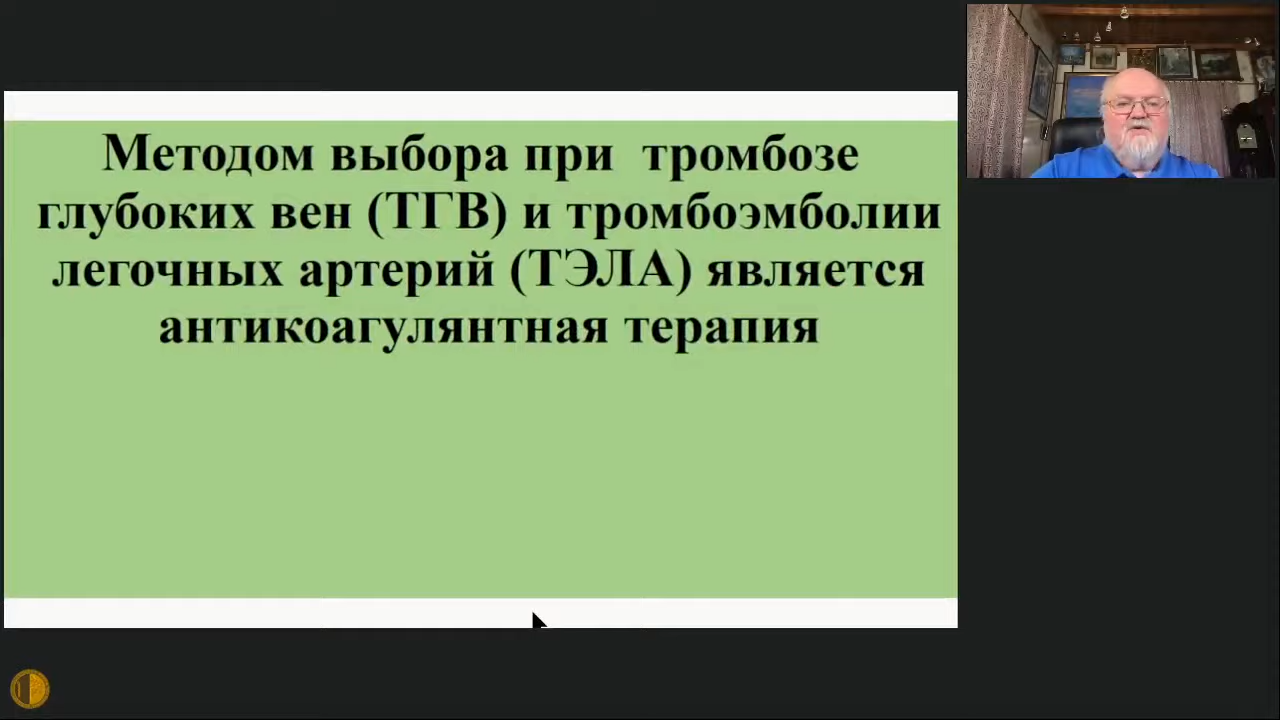 Методом выбора при тромбозе
глубоких вен (ТГВ) и тромбоэмболии
легочных артерий (ТЭЛА) является
антикоагулянтная терапия